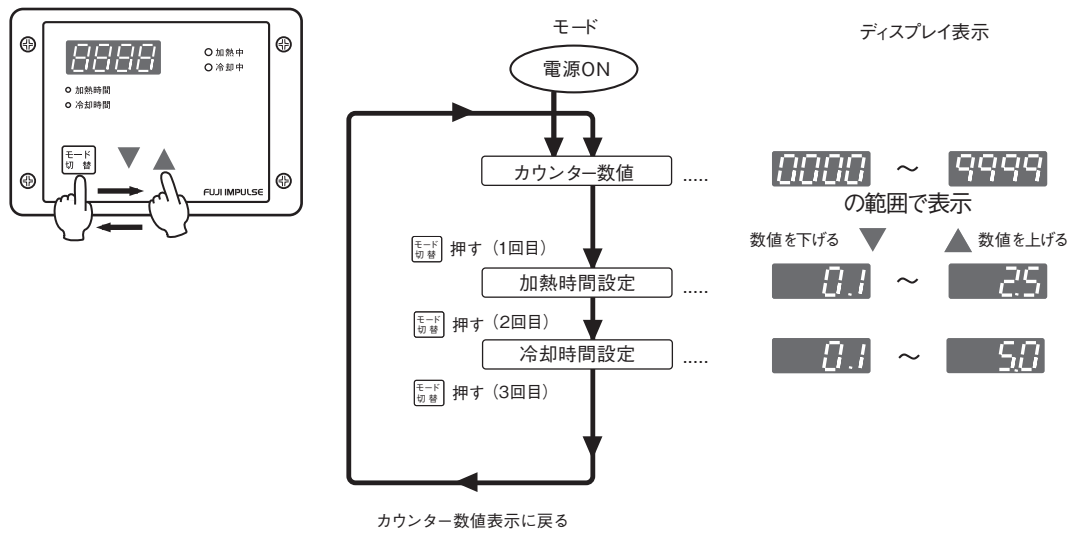 8888
加熱中
冷却中
加熱時間
冷却時間
モード
切替
FUJI IMPULSE
モード
ディスプレイ表示
電源ON
カウンター数値 ..... 0000 ~ 9999
の範囲で表示
数値を下げる ▼ ▲ 数値を上げる
モード切替 押す（1回目）
加熱時間設定 ..... 0.1 ~ 2.5
モード切替 押す（2回目）
冷却時間設定 ..... 0.1 ~ 5.0
モード切替 押す（3回目）
カウンター数値表示に戻る